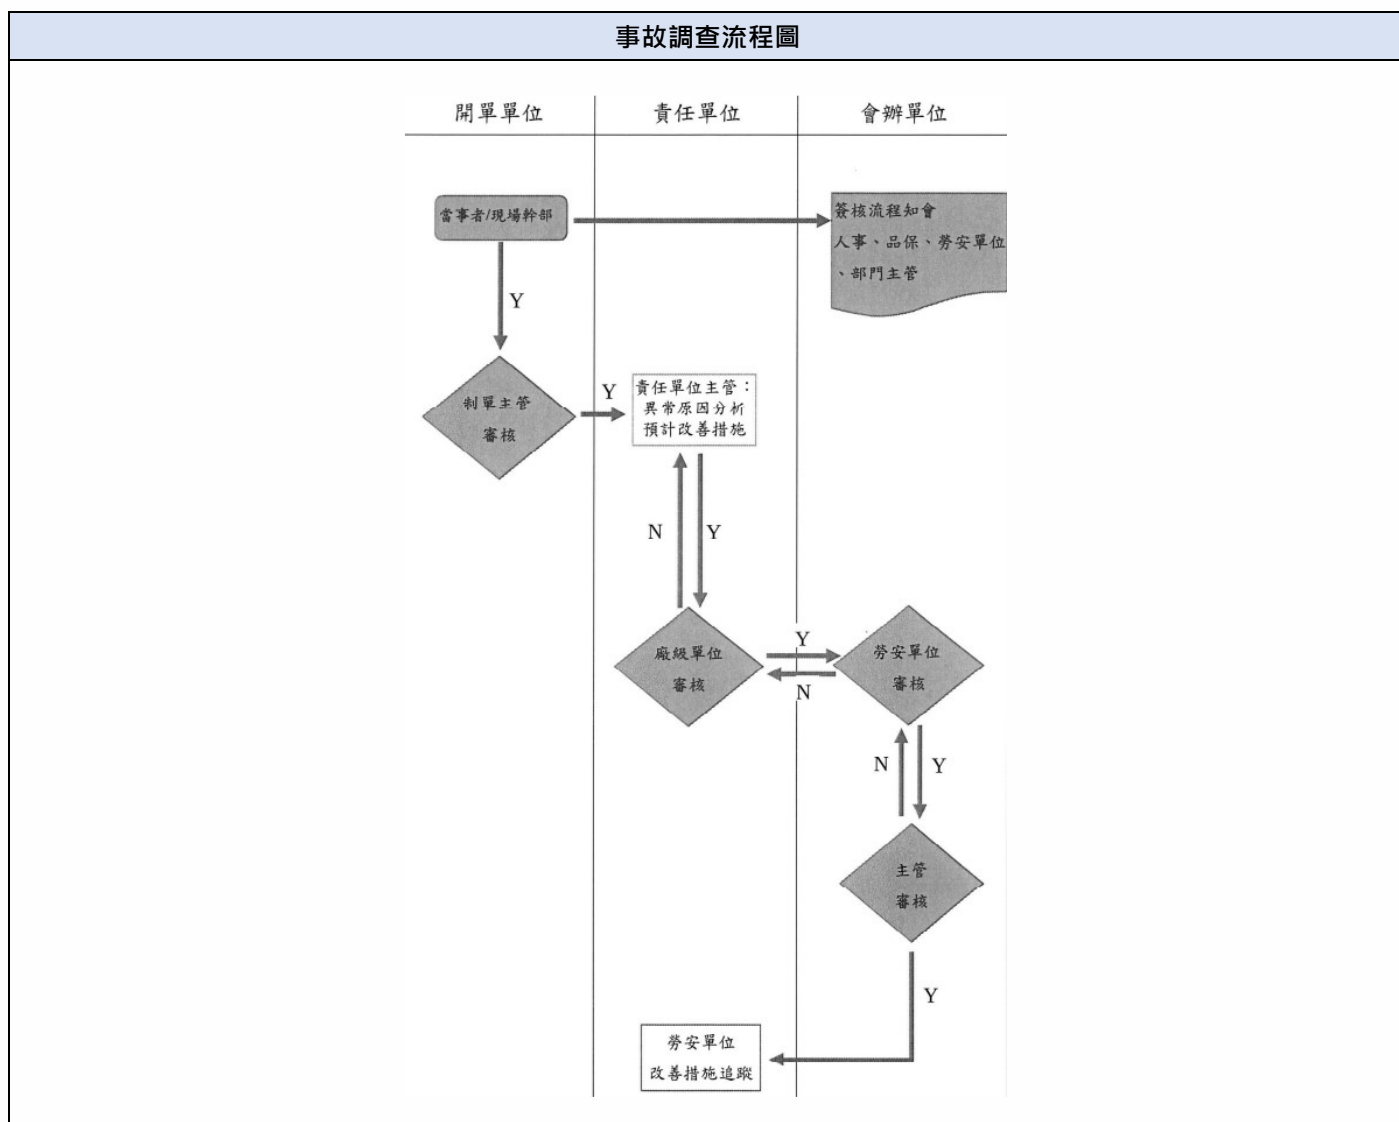 事故調查流程圖
開單單位
責任單位
會辦單位
當事者/現場幹部
簽核流程知會
人事、品保、勞安單位
、部門主管
Y
制單主管
審核
Y
責任單位主管：
異常原因分析
預計改善措施
N
Y
廠級單位
審核
Y
N
勞安單位
審核
N
Y
主管
審核
Y
勞安單位
改善措施追蹤